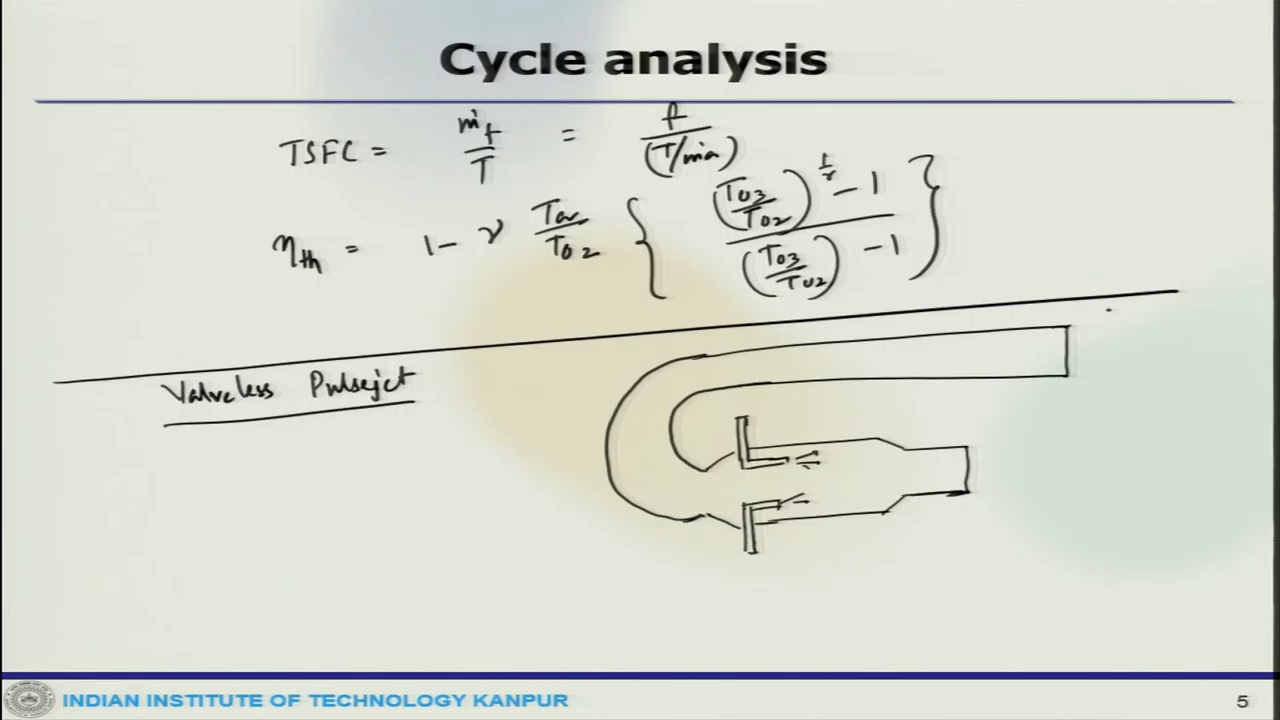 Cycle analysis
TSFC = ṁf / T = f / (T/ṁa)
ηth = 1 - γ Ta/T02 { ((T03/T02)^(1/γ) - 1) / ((T03/T02) - 1) }
Valveless Pulsejet
INDIAN INSTITUTE OF TECHNOLOGY KANPUR
5